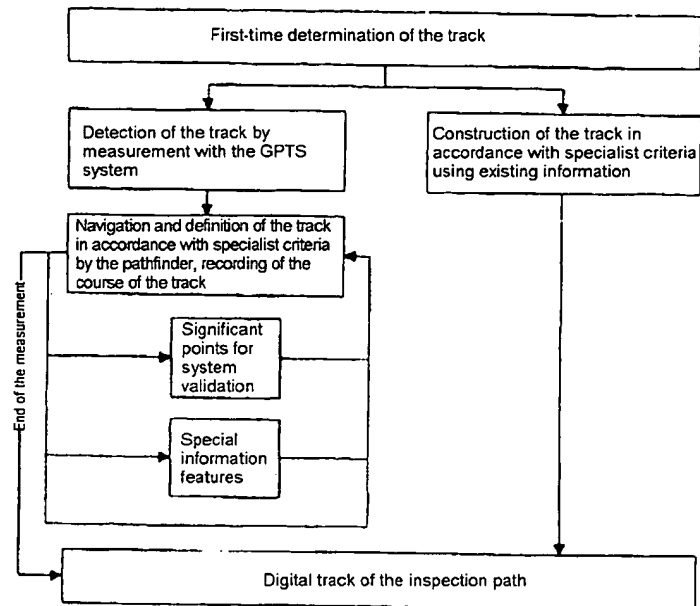 First-time determination of the track
Detection of the track by
measurement with the GPTS
system
Construction of the track in
accordance with specialist criteria
using existing information
Navigation and definition of the track
in accordance with specialist criteria
by the pathfinder, recording of the
course of the track
End of the measurement
Significant
points for
system
validation
Special
information
features
Digital track of the inspection path